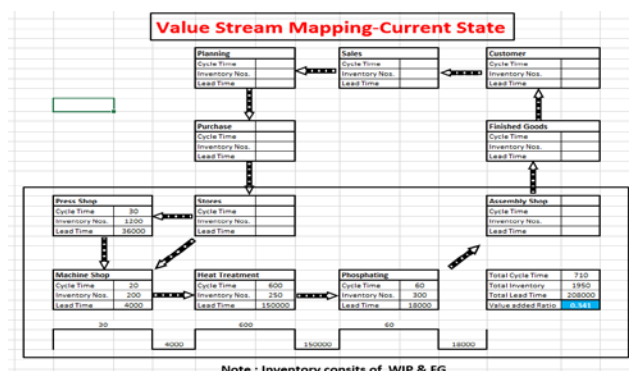 Value Stream Mapping-Current State
Planning
Cycle Time
Inventory Nos.
Lead Time
Sales
Cycle Time
Inventory Nos.
Lead Time
Customer
Cycle Time
Inventory Nos.
Lead Time
Purchase
Cycle Time
Inventory Nos.
Lead Time
Finished Goods
Cycle Time
Inventory Nos.
Lead Time
Press Shop
Cycle Time 30
Inventory Nos. 1200
Lead Time 36000
Stores
Cycle Time
Inventory Nos.
Lead Time
Assembly Shop
Cycle Time
Inventory Nos.
Lead Time
Machine Shop
Cycle Time 20
Inventory Nos. 200
Lead Time 4000
Heat Treatment
Cycle Time 600
Inventory Nos. 250
Lead Time 150000
Phosphating
Cycle Time 60
Inventory Nos. 300
Lead Time 18000
Total Cycle Time 710
Total Inventory 1950
Total Lead Time 208000
Value added Ratio 0.341
30 600 60
4000 150000 18000
Note : Inventory consits of WIP & FG